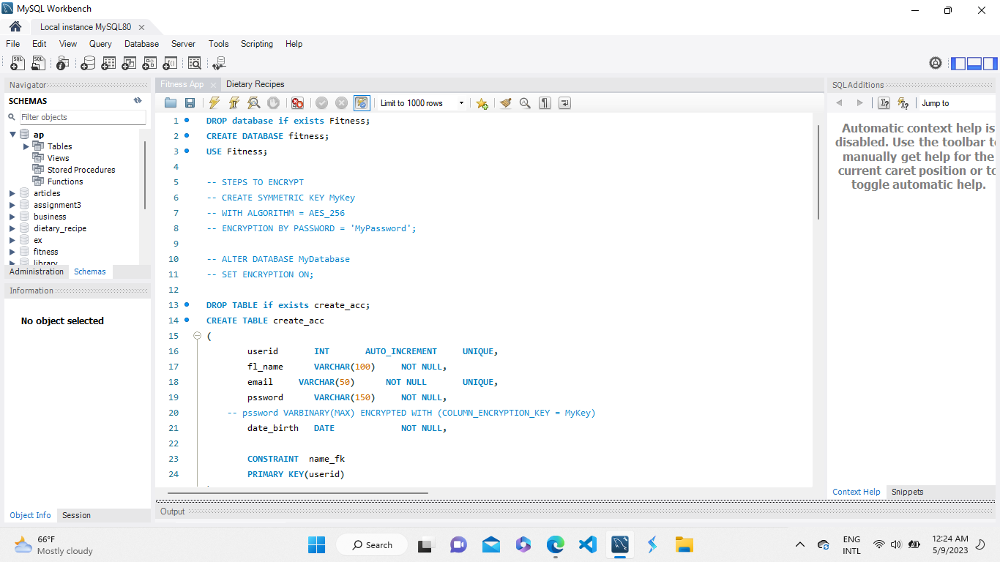 MySQL Workbench
Local instance MySQL80
File Edit View Query Database Server Tools Scripting Help
Navigator
SCHEMAS
Filter objects
ap
Tables
Views
Stored Procedures
Functions
articles
assignment3
business
dietary_recipe
ex
fitness
library
Administration Schemas
Information
No object selected
Object Info Session
Fitness App Dietary Recipes
Limit to 1000 rows
1 DROP database if exists Fitness;
2 CREATE DATABASE fitness;
3 USE Fitness;
4
5 -- STEPS TO ENCRYPT
6 -- CREATE SYMMETRIC KEY MyKey
7 -- WITH ALGORITHM = AES_256
8 -- ENCRYPTION BY PASSWORD = 'MyPassword';
9
10 -- ALTER DATABASE MyDatabase
11 -- SET ENCRYPTION ON;
12
13 DROP TABLE if exists create_acc;
14 CREATE TABLE create_acc
15 (
16 userid INT AUTO_INCREMENT UNIQUE,
17 fl_name VARCHAR(100) NOT NULL,
18 email VARCHAR(50) NOT NULL UNIQUE,
19 pssword VARCHAR(150) NOT NULL,
20 -- pssword VARBINARY(MAX) ENCRYPTED WITH (COLUMN_ENCRYPTION_KEY = MyKey)
21 date_birth DATE NOT NULL,
22
23 CONSTRAINT name_fk
24 PRIMARY KEY(userid)
Output
SQLAdditions
Jump to
Automatic context help is
disabled. Use the toolbar to
manually get help for the
current caret position or to
toggle automatic help.
Context Help Snippets
66°F
Mostly cloudy
Search
ENG
INTL
12:24 AM
5/9/2023